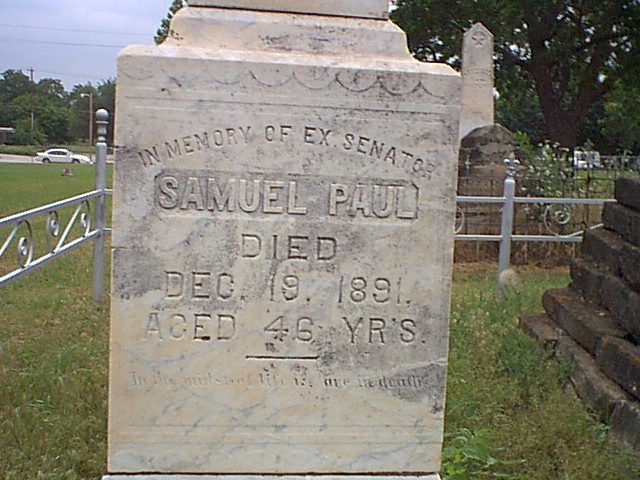 IN MEMORY OF EX. SENATOR
SAMUEL PAUL
DIED
DEC. 19. 1891.
AGED 46 YR'S.
In the midst of life we are in death.